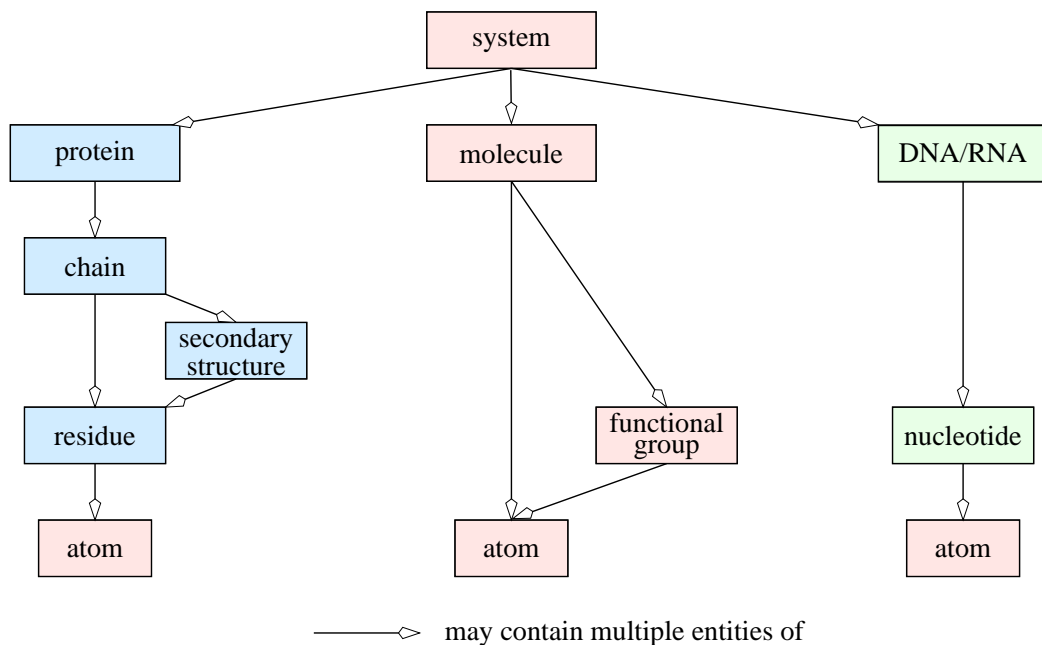 system
protein
molecule
DNA/RNA
chain
secondary
structure
residue
functional
group
nucleotide
atom
atom
atom
may contain multiple entities of